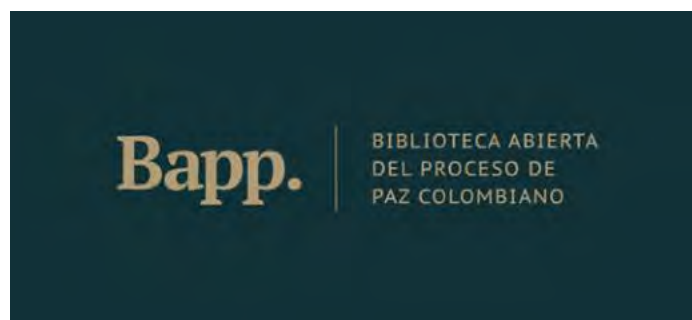 Bapp.
BIBLIOTECA ABIERTA
DEL PROCESO DE
PAZ COLOMBIANO